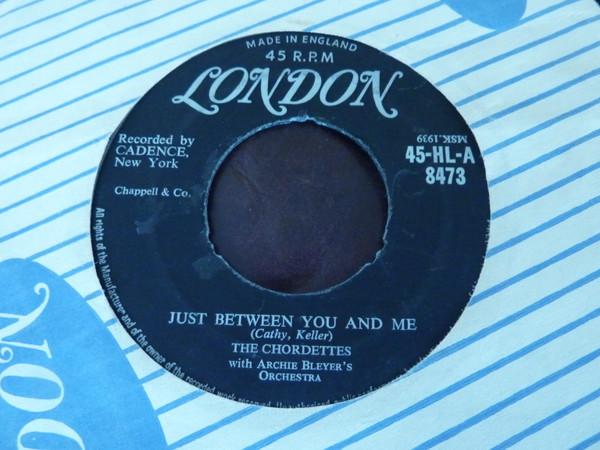 MADE IN ENGLAND
45 R.P.M
LONDON
Recorded by
CADENCE,
New York
MSK.1939
45-HL-A
8473
Chappell & Co.
JUST BETWEEN YOU AND ME
(Cathy, Keller)
THE CHORDETTES
with ARCHIE BLEYER'S
ORCHESTRA
All rights of the Manufacturer and of the owner of the recorded work reserved.